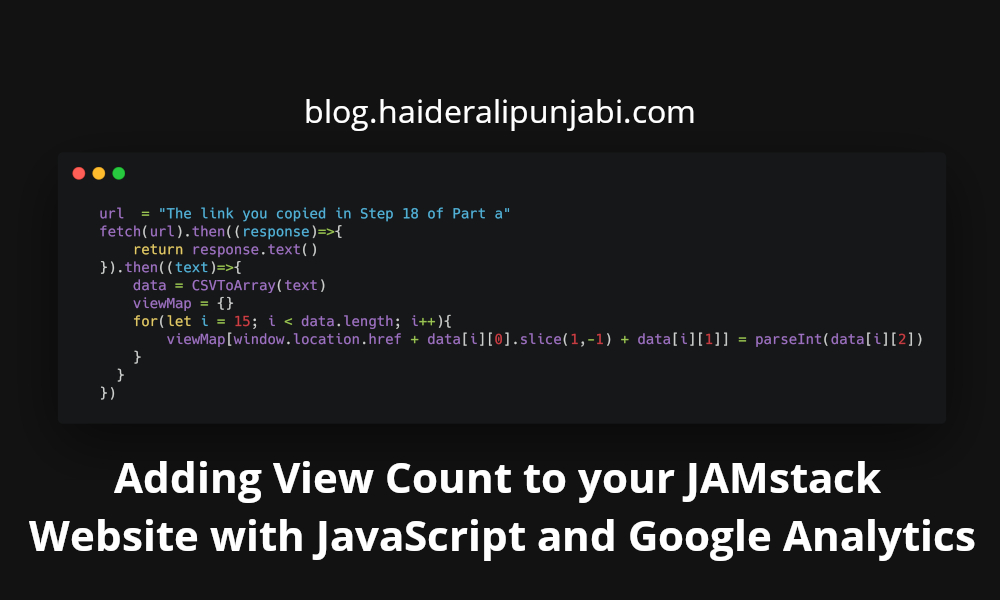 blog.haideralipunjabi.com
url  = "The link you copied in Step 18 of Part a"
fetch(url).then((response)=>{
    return response.text()
}).then((text)=>{
    data = CSVToArray(text)
    viewMap = {}
    for(let i = 15; i < data.length; i++){
        viewMap[window.location.href + data[i][0].slice(1,-1) + data[i][1]] = parseInt(data[i][2])
    }
  }
})
Adding View Count to your JAMstack
Website with JavaScript and Google Analytics